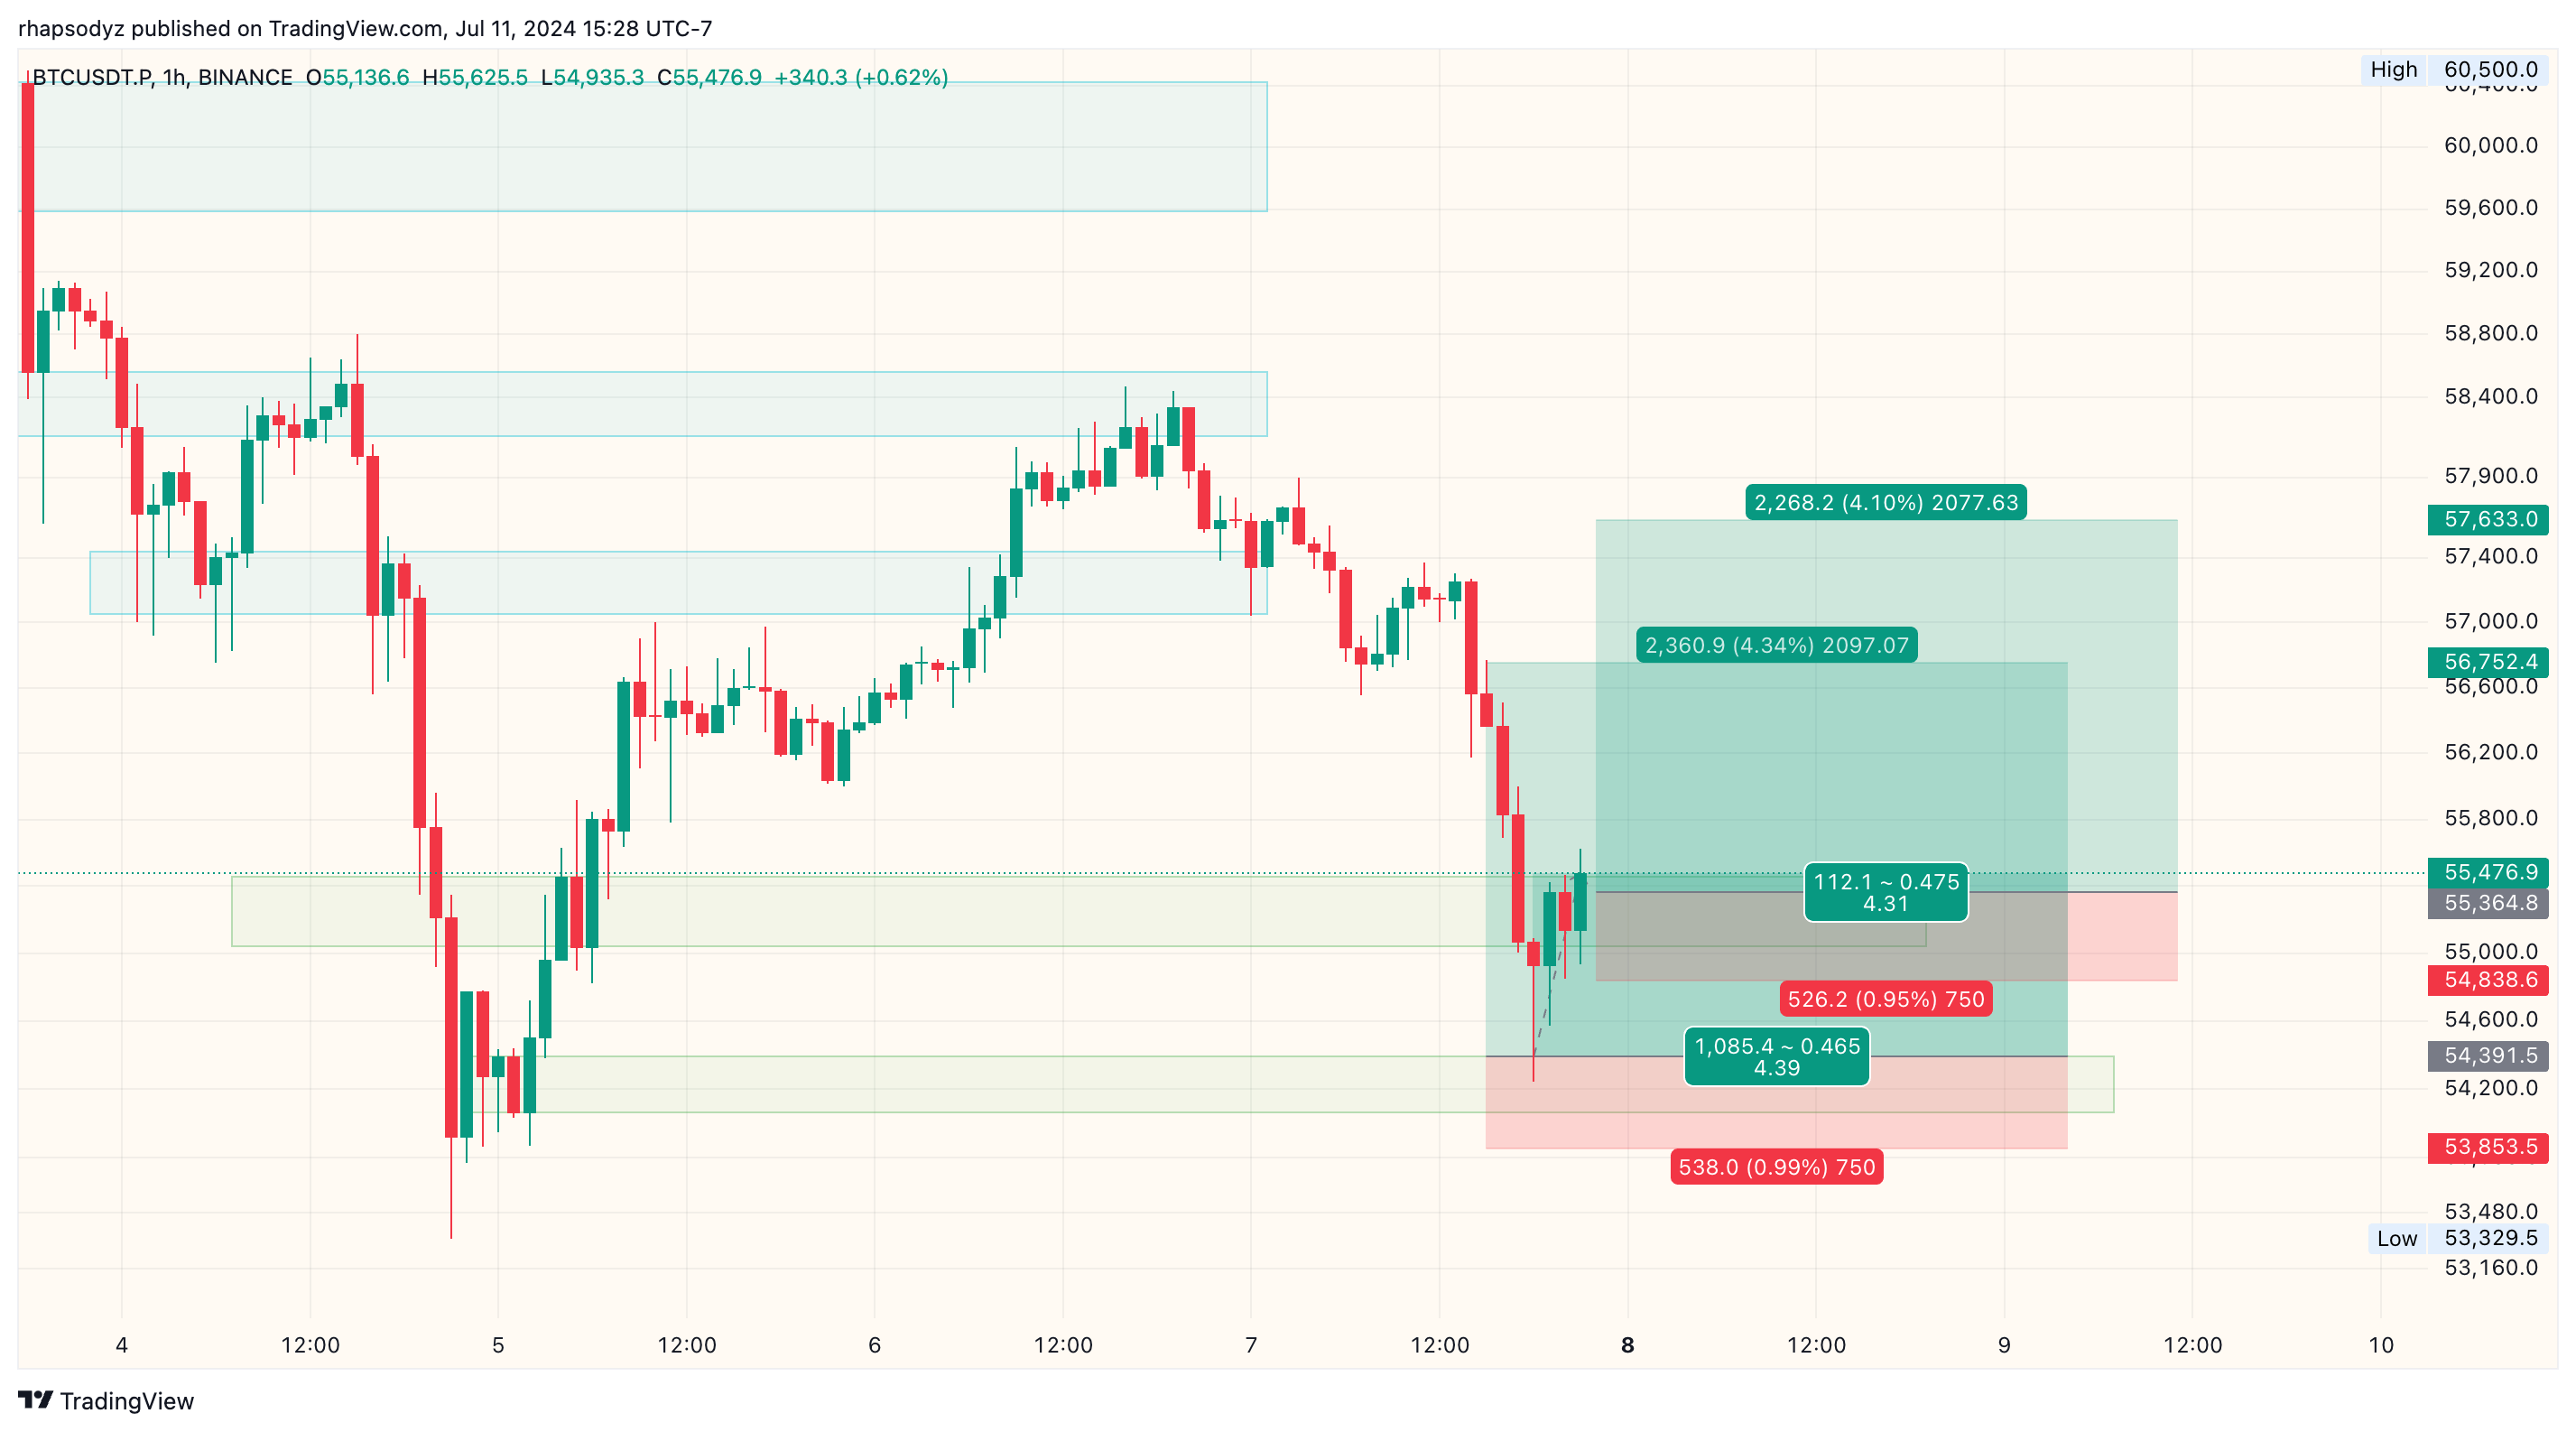 rhapsodyz published on TradingView.com, Jul 11, 2024 15:28 UTC-7
BTCUSDT.P, 1h, BINANCE O55,136.6 H55,625.5 L54,935.3 C55,476.9 +340.3 (+0.62%)
High 60,500.0
60,000.0
59,600.0
59,200.0
58,800.0
58,400.0
57,900.0
2,268.2 (4.10%) 2077.63
57,633.0
57,400.0
57,000.0
2,360.9 (4.34%) 2097.07
56,752.4
56,600.0
56,200.0
55,800.0
55,476.9
112.1 ~ 0.475
4.31
55,364.8
55,000.0
54,838.6
526.2 (0.95%) 750
54,600.0
1,085.4 ~ 0.465
4.39
54,391.5
54,200.0
53,853.5
538.0 (0.99%) 750
53,480.0
Low 53,329.5
53,160.0
4 12:00 5 12:00 6 12:00 7 12:00 8 12:00 9 12:00 10
TradingView